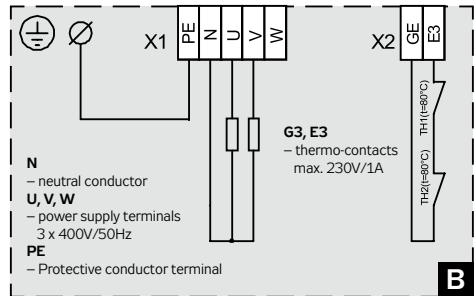 X1 PE N U V W X2 GE E3
TH1(t=80°C)
TH2(t=80°C)
G3, E3
– thermo-contacts
max. 230V/1A
N
– neutral conductor
U, V, W
– power supply terminals
3 x 400V/50Hz
PE
– Protective conductor terminal
B